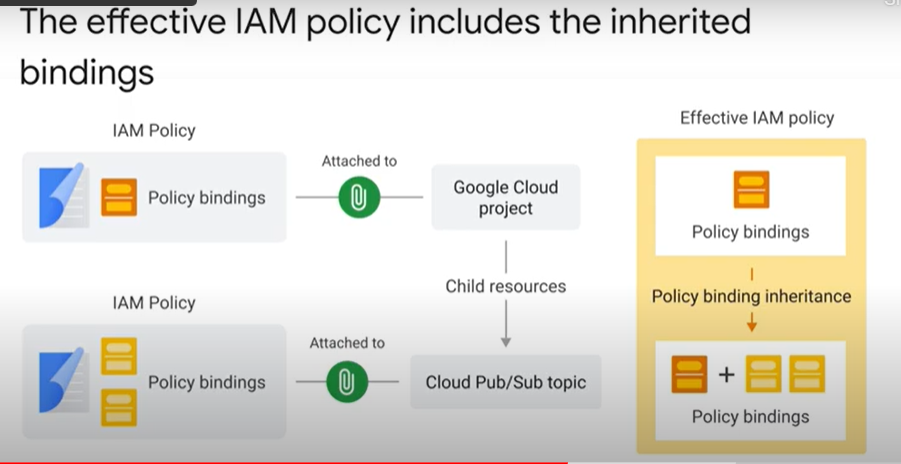 The effective IAM policy includes the inherited
bindings
IAM Policy
Policy bindings
Attached to
Google Cloud
project
Child resources
IAM Policy
Policy bindings
Attached to
Cloud Pub/Sub topic
Effective IAM policy
Policy bindings
Policy binding inheritance
+
Policy bindings